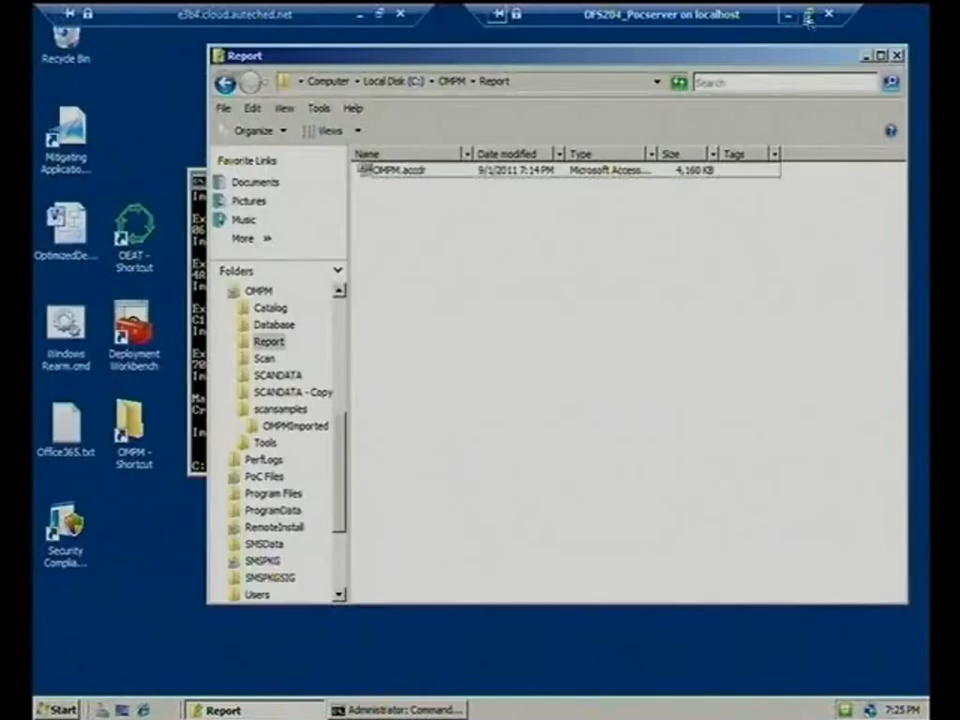 e3b4.cloud.auteched.net
OFS204_Pocserver on localhost
Recycle Bin
Report
Computer
Local Disk (C:)
OMPM
Report
Search
File
Edit
View
Tools
Help
Organize
Views
Mitigating
Applicatio...
Favorite Links
Documents
Pictures
Music
More »
Name
Date modified
Type
Size
Tags
OMPM.accdr
9/1/2011 7:14 PM
Microsoft Access...
4,160 KB
OptimizedDe...
OEAT -
Shortcut
Folders
OMPM
Catalog
Database
Report
Scan
SCANDATA
SCANDATA - Copy
scansamples
OMPMImported
Tools
PerfLogs
PoC Files
Program Files
ProgramData
RemoteInstall
SMSData
SMSPKG
SMSPKGSIG
Users
Windows
Rearm.cmd
Deployment
Workbench
Office365.txt
OMPM -
Shortcut
Security
Complia...
Start
Report
Administrator: Command...
7:25 PM